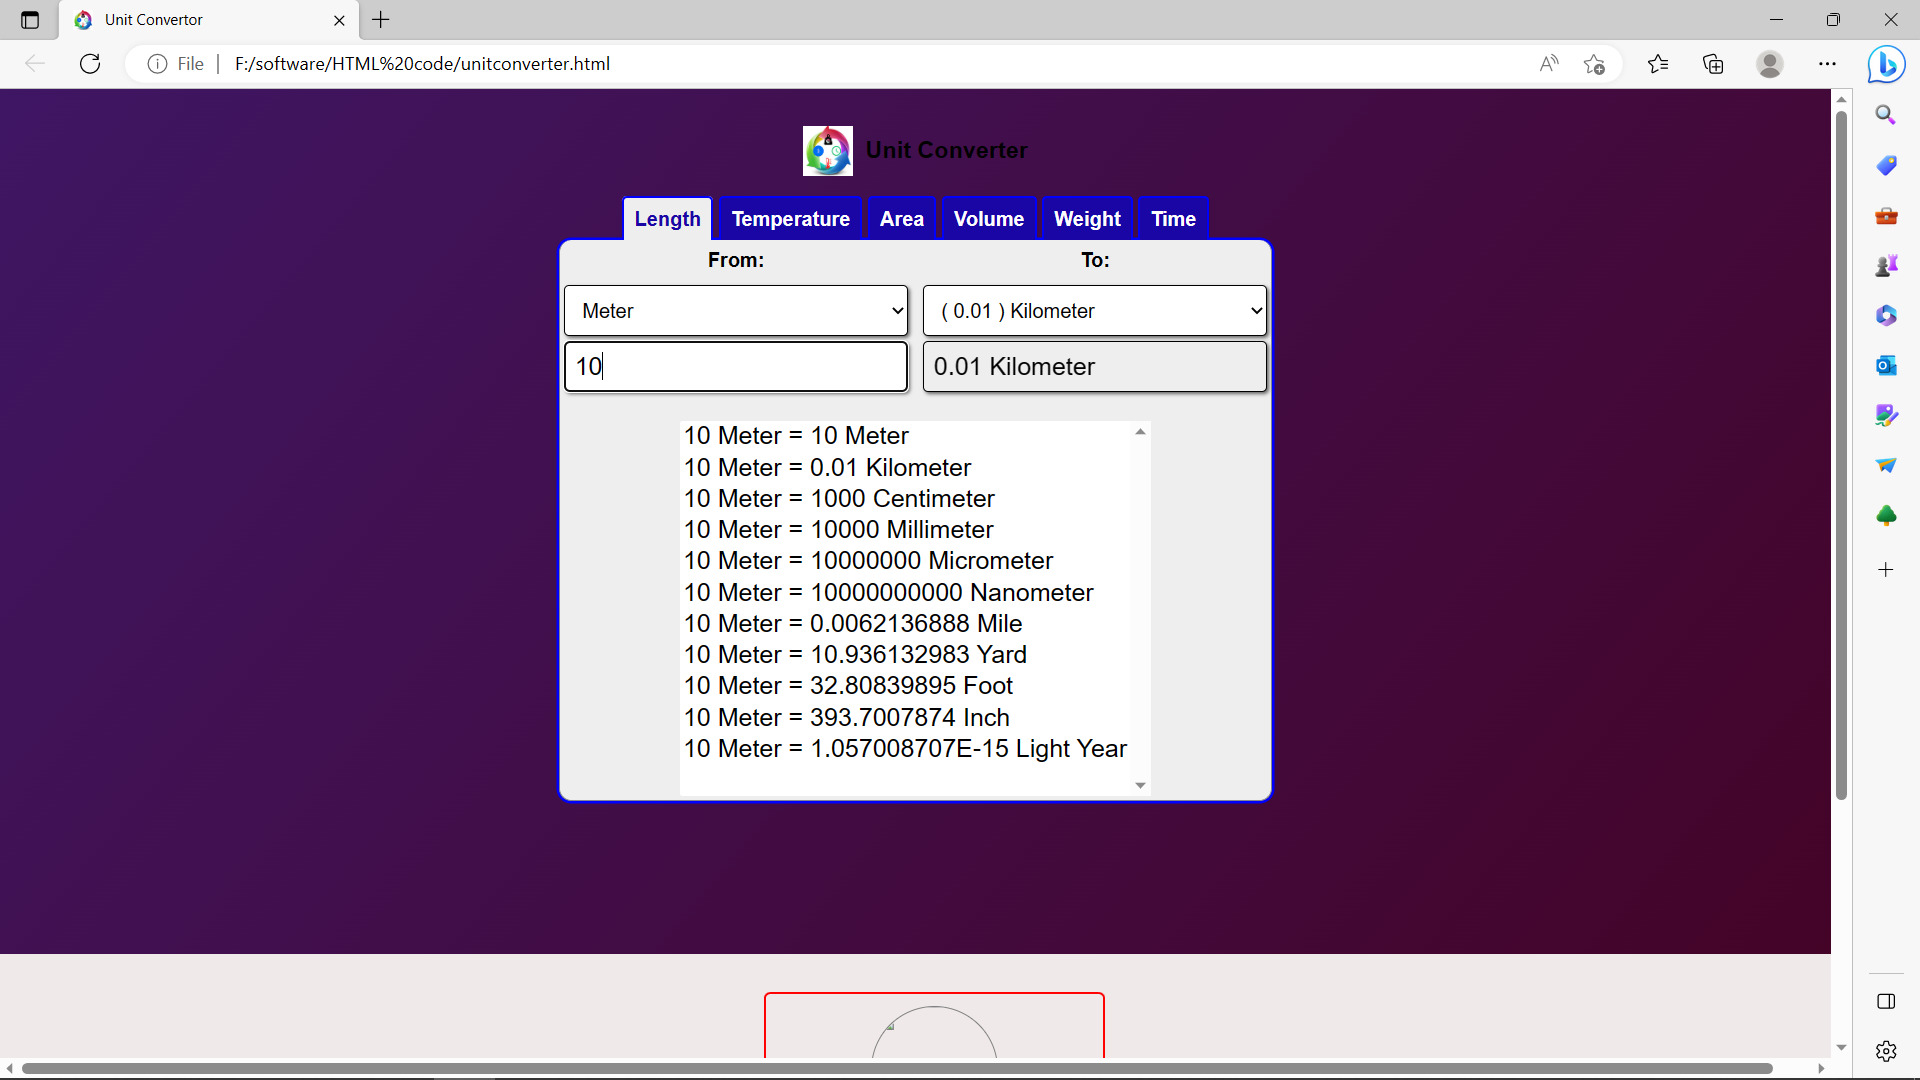 Unit Convertor
File
F:/software/HTML%20code/unitconverter.html
Unit Converter
Length Temperature Area Volume Weight Time
From: To:
Meter ( 0.01 ) Kilometer
10 0.01 Kilometer
10 Meter = 10 Meter
10 Meter = 0.01 Kilometer
10 Meter = 1000 Centimeter
10 Meter = 10000 Millimeter
10 Meter = 10000000 Micrometer
10 Meter = 10000000000 Nanometer
10 Meter = 0.0062136888 Mile
10 Meter = 10.936132983 Yard
10 Meter = 32.80839895 Foot
10 Meter = 393.7007874 Inch
10 Meter = 1.057008707E-15 Light Year